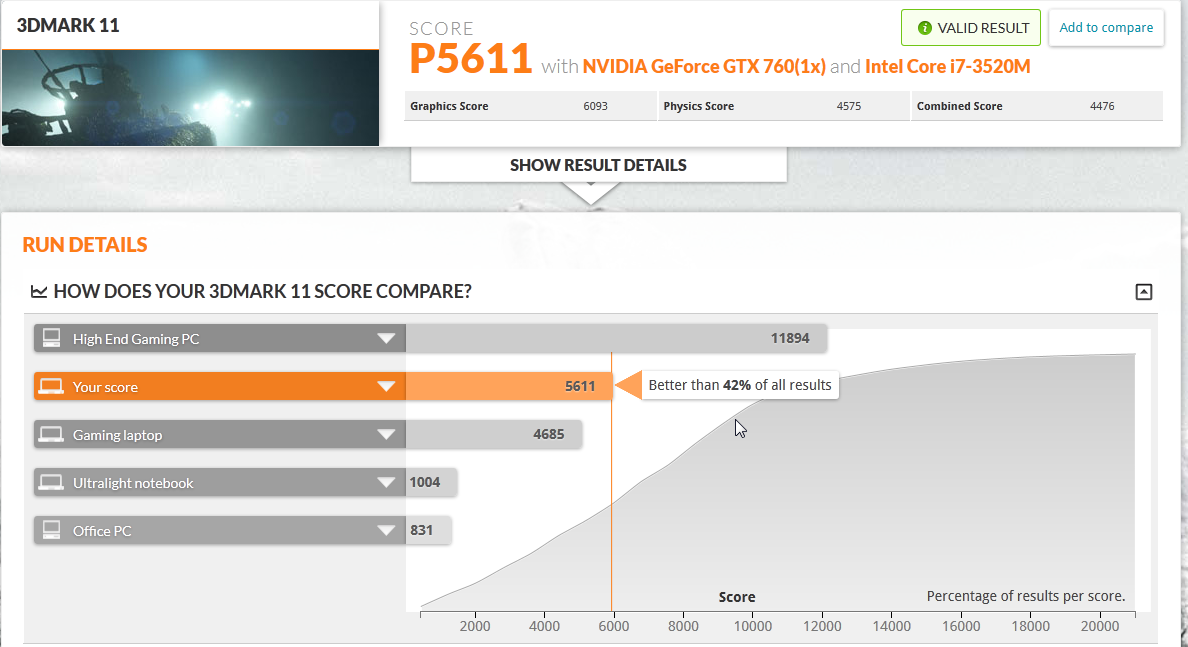 3DMARK 11
SCORE
P5611 with NVIDIA GeForce GTX 760(1x) and Intel Core i7-3520M
VALID RESULT
Add to compare
Graphics Score 6093 Physics Score 4575 Combined Score 4476
SHOW RESULT DETAILS
RUN DETAILS
HOW DOES YOUR 3DMARK 11 SCORE COMPARE?
High End Gaming PC 11894
Your score 5611 Better than 42% of all results
Gaming laptop 4685
Ultralight notebook 1004
Office PC 831
Score Percentage of results per score.
2000 4000 6000 8000 10000 12000 14000 16000 18000 20000